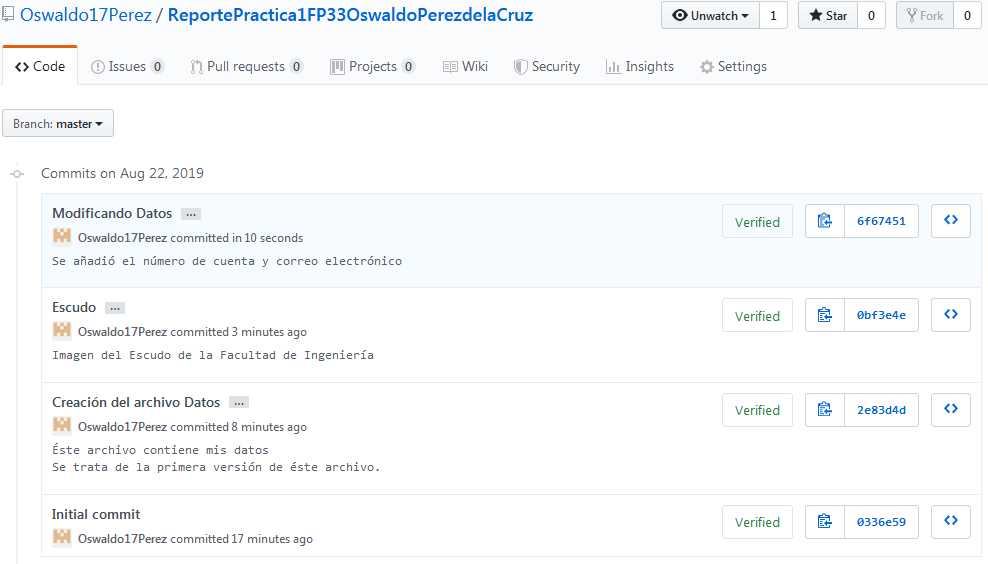 Oswaldo17Perez / ReportePractica1FP33OswaldoPerezdelaCruz
Unwatch 1 Star 0 Fork 0
Code Issues 0 Pull requests 0 Projects 0 Wiki Security Insights Settings
Branch: master
Commits on Aug 22, 2019
Modificando Datos ...
Oswaldo17Perez committed in 10 seconds
Se añadió el número de cuenta y correo electrónico
Verified 6f67451
Escudo ...
Oswaldo17Perez committed 3 minutes ago
Imagen del Escudo de la Facultad de Ingeniería
Verified 0bf3e4e
Creación del archivo Datos ...
Oswaldo17Perez committed 8 minutes ago
Éste archivo contiene mis datos
Se trata de la primera versión de éste archivo.
Verified 2e83d4d
Initial commit
Oswaldo17Perez committed 17 minutes ago
Verified 0336e59